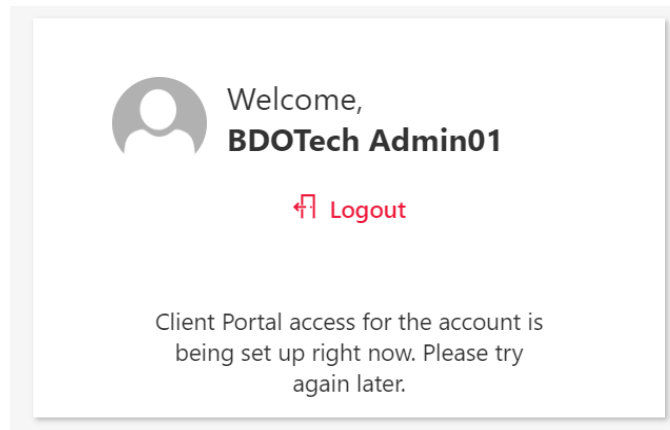 Welcome,
BDOTech Admin01
Logout
Client Portal access for the account is
being set up right now. Please try
again later.